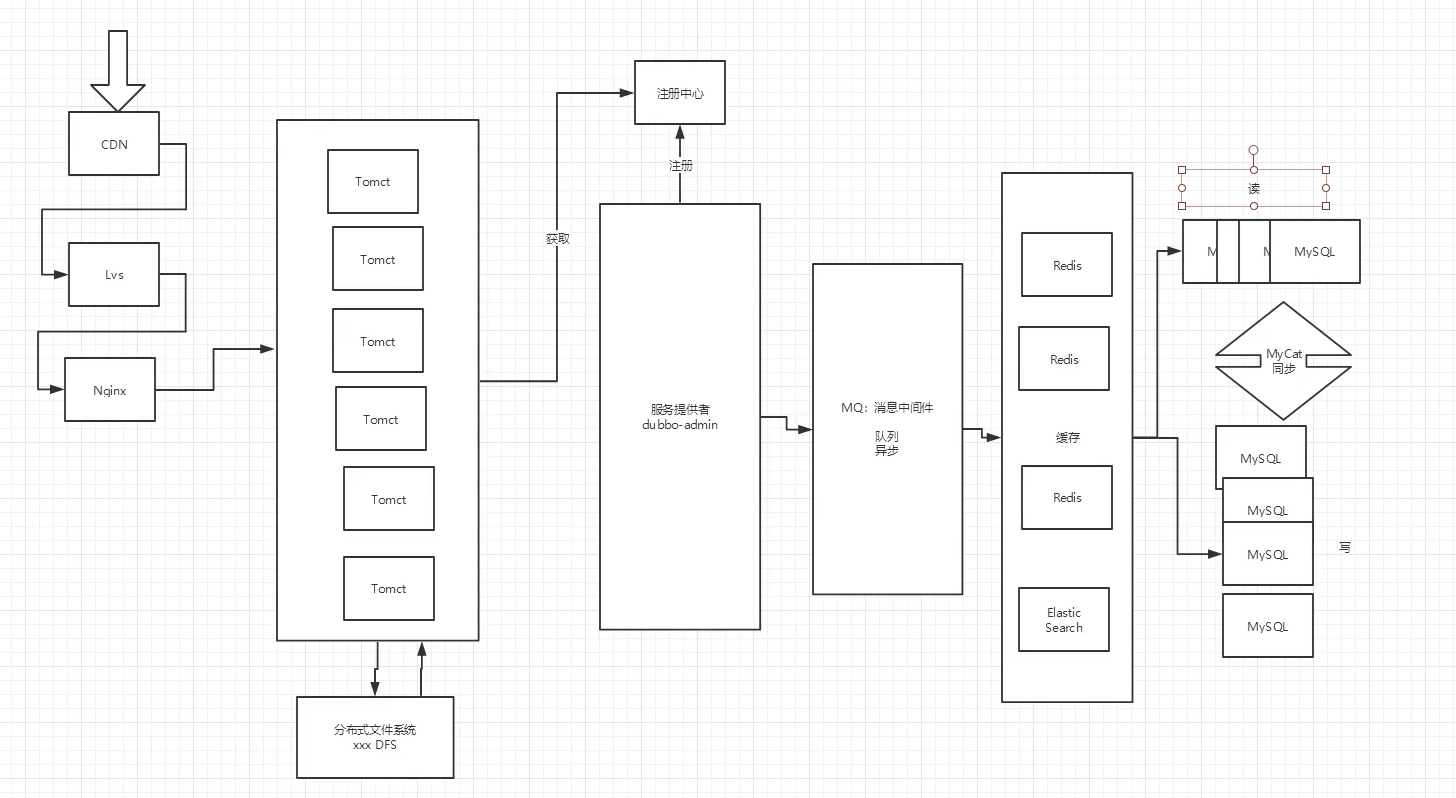 CDN
Lvs
Nginx
Tomct
Tomct
Tomct
Tomct
Tomct
Tomct
分布式文件系统
xxx DFS
获取
注册中心
注册
服务提供者
dubbo-admin
MQ：消息中间件
队列
异步
Redis
Redis
缓存
Redis
Elastic
Search
读
M
M
MySQL
MyCat
同步
MySQL
MySQL
MySQL
写
MySQL